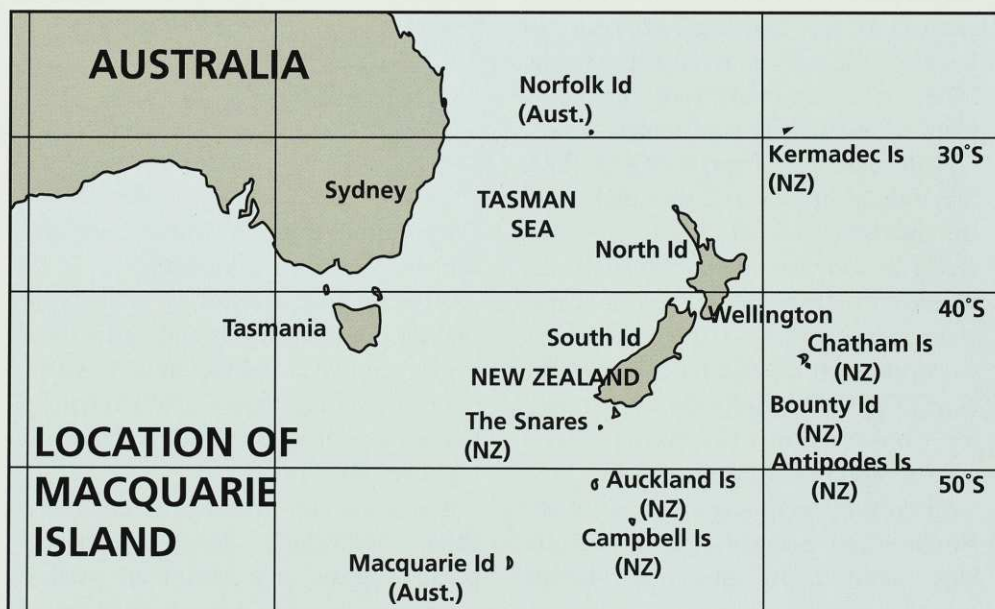 AUSTRALIA
Norfolk Id
(Aust.)
Kermadec Is
(NZ)
30°S
Sydney
TASMAN
SEA
North Id
Tasmania
Wellington
40°S
South Id
Chatham Is
(NZ)
NEW ZEALAND
Bounty Id
(NZ)
The Snares
(NZ)
LOCATION OF
MACQUARIE
ISLAND
Antipodes Is
(NZ)
50°S
Auckland Is
(NZ)
Campbell Is
(NZ)
Macquarie Id
(Aust.)